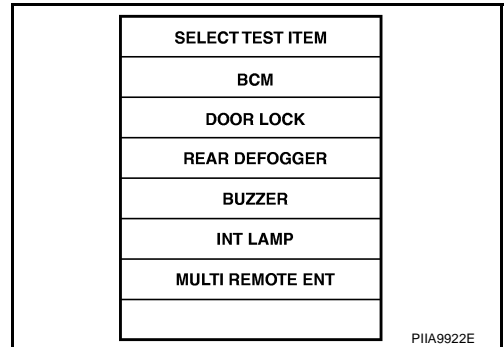 SELECT TEST ITEM
BCM
DOOR LOCK
REAR DEFOGGER
BUZZER
INT LAMP
MULTI REMOTE ENT
PIIA9922E